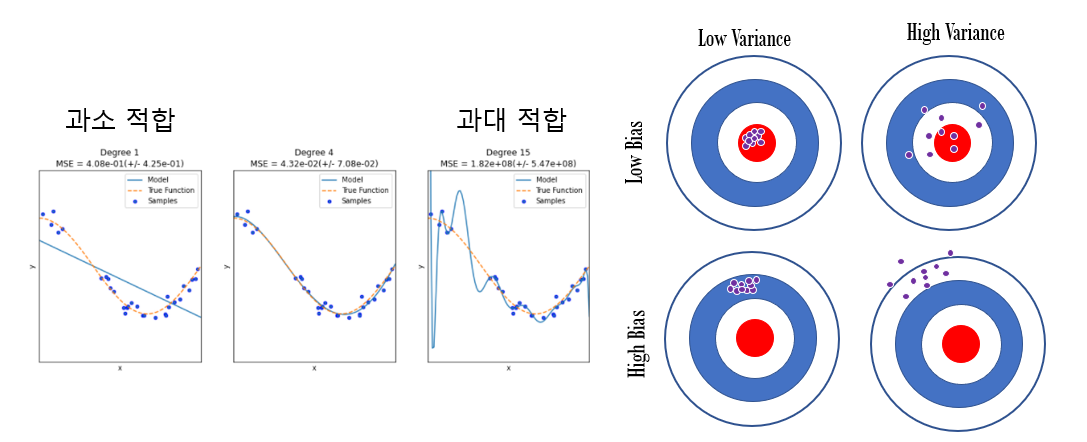 과소 적합
Degree 1
MSE = 4.08e-01(+/- 4.25e-01)
Model
True Function
Samples
y
x
Degree 4
MSE = 4.32e-02(+/- 7.08e-02)
Model
True Function
Samples
y
x
과대 적합
Degree 15
MSE = 1.82e+08(+/- 5.47e+08)
Model
True Function
Samples
y
x
Low Variance
High Variance
Low Bias
High Bias